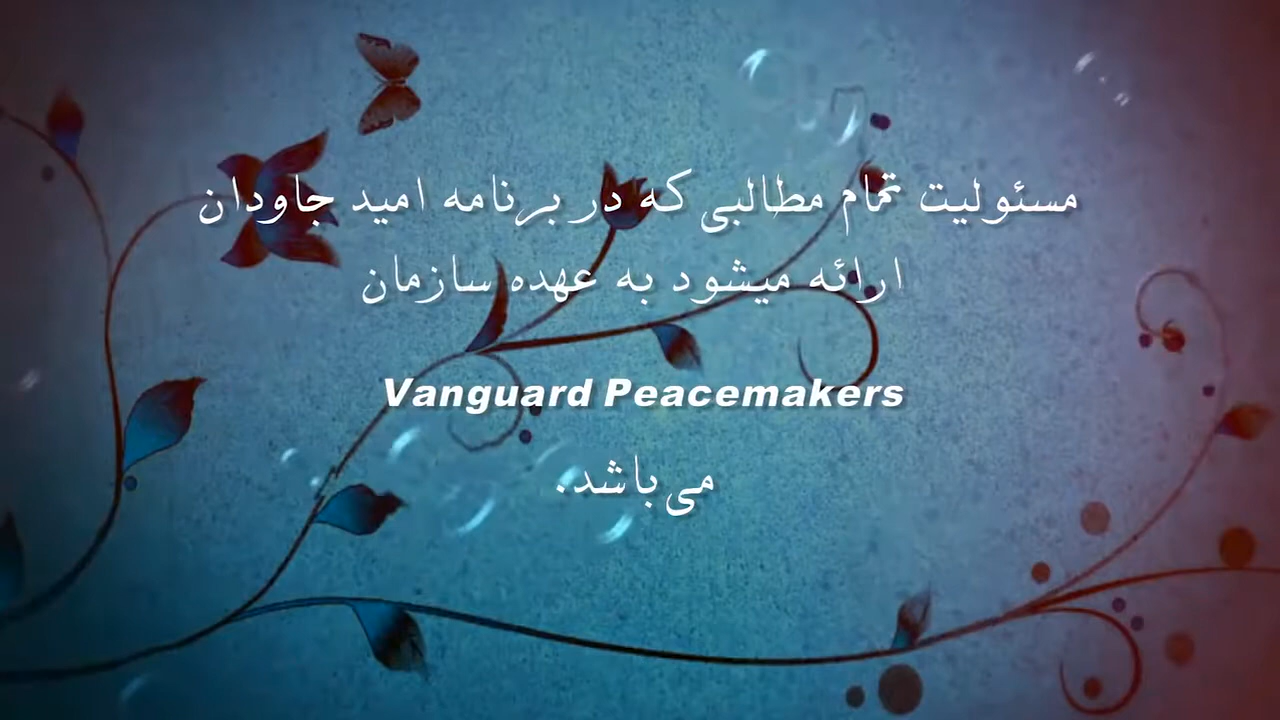 مسئولیت تمام مطالبی که در برنامه امید جاودان
ارائه میشود به عهده سازمان
Vanguard Peacemakers
می‌باشد.